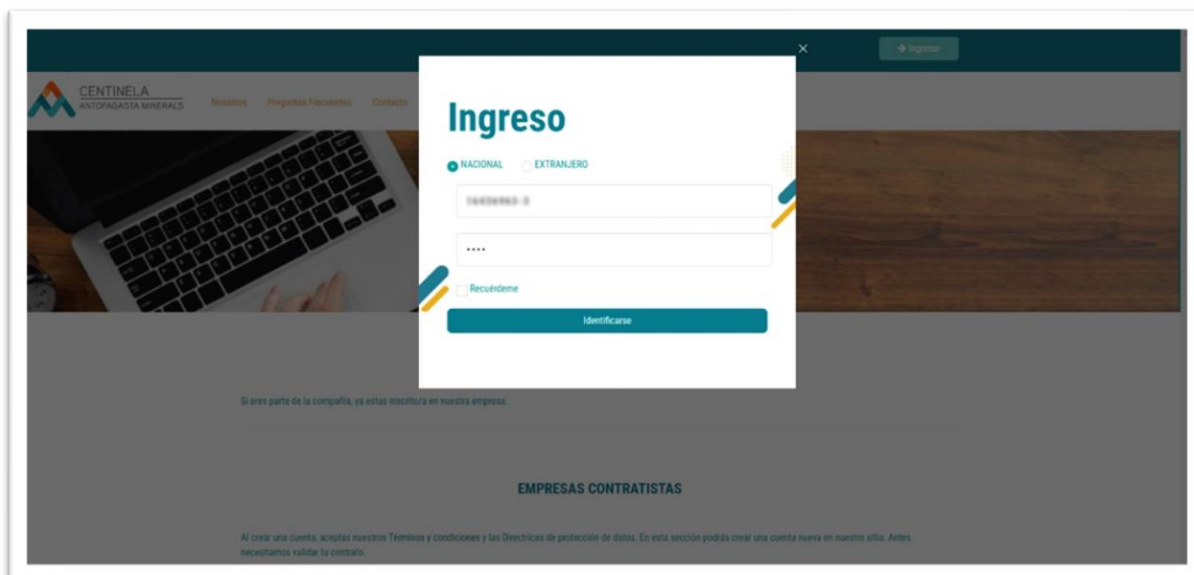 Ingresar
CENTINELA
ANTOFAGASTA MINERALS
Nosotros Preguntas Frecuentes Contacto
Ingreso
NACIONAL EXTRANJERO
••••
Recuérdeme
Identificarse
Si eres parte de la compañía, ya estas inscrito/a en nuestra empresa.
EMPRESAS CONTRATISTAS
Al crear una cuenta, aceptas nuestros Términos y condiciones y las Directrices de protección de datos. En esta sección podrás crear una cuenta nueva en nuestro sitio. Antes
necesitamos validar tu contrato.